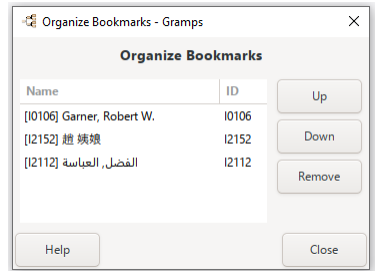 Organize Bookmarks - Gramps
Organize Bookmarks
Name ID
[I0106] Garner, Robert W. I0106
[I2152] 趙 姨娘 I2152
الفضل, العباسة [I2112] I2112
Up
Down
Remove
Help
Close